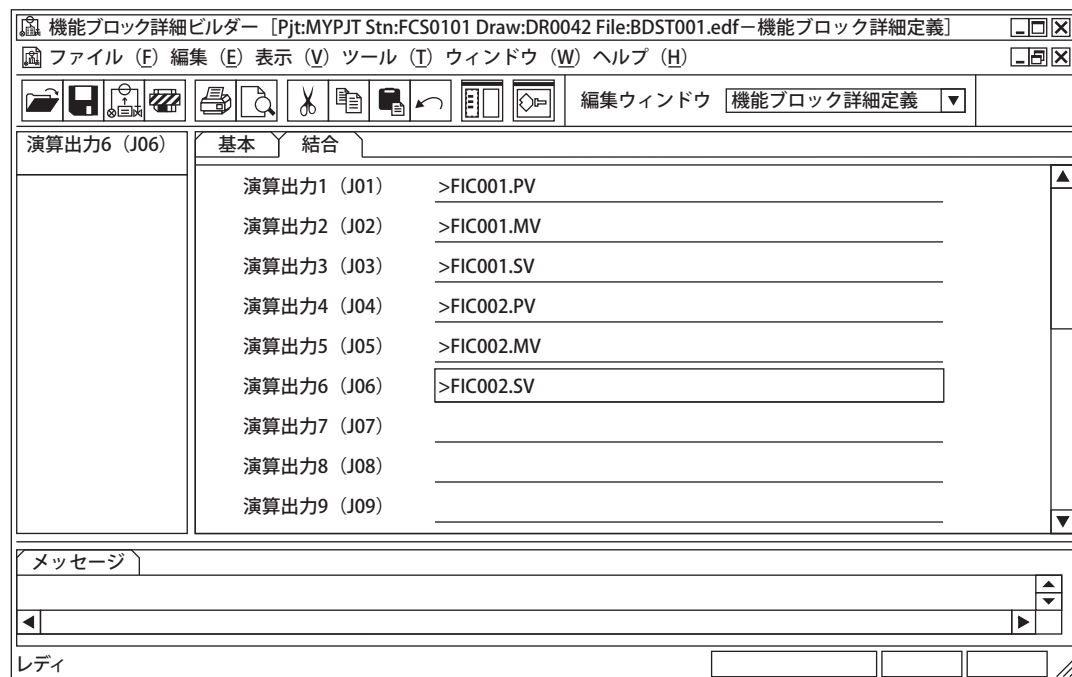 機能ブロック詳細ビルダー［Pjt:MYPJT Stn:FCS0101 Draw:DR0042 File:BDST001.edf－機能ブロック詳細定義］
ファイル（F）編集（E）表示（V）ツール（T）ウィンドウ（W）ヘルプ（H）
編集ウィンドウ 機能ブロック詳細定義
演算出力6（J06）
基本 結合
演算出力1（J01） >FIC001.PV
演算出力2（J02） >FIC001.MV
演算出力3（J03） >FIC001.SV
演算出力4（J04） >FIC002.PV
演算出力5（J05） >FIC002.MV
演算出力6（J06） >FIC002.SV
演算出力7（J07）
演算出力8（J08）
演算出力9（J09）
メッセージ
レディ